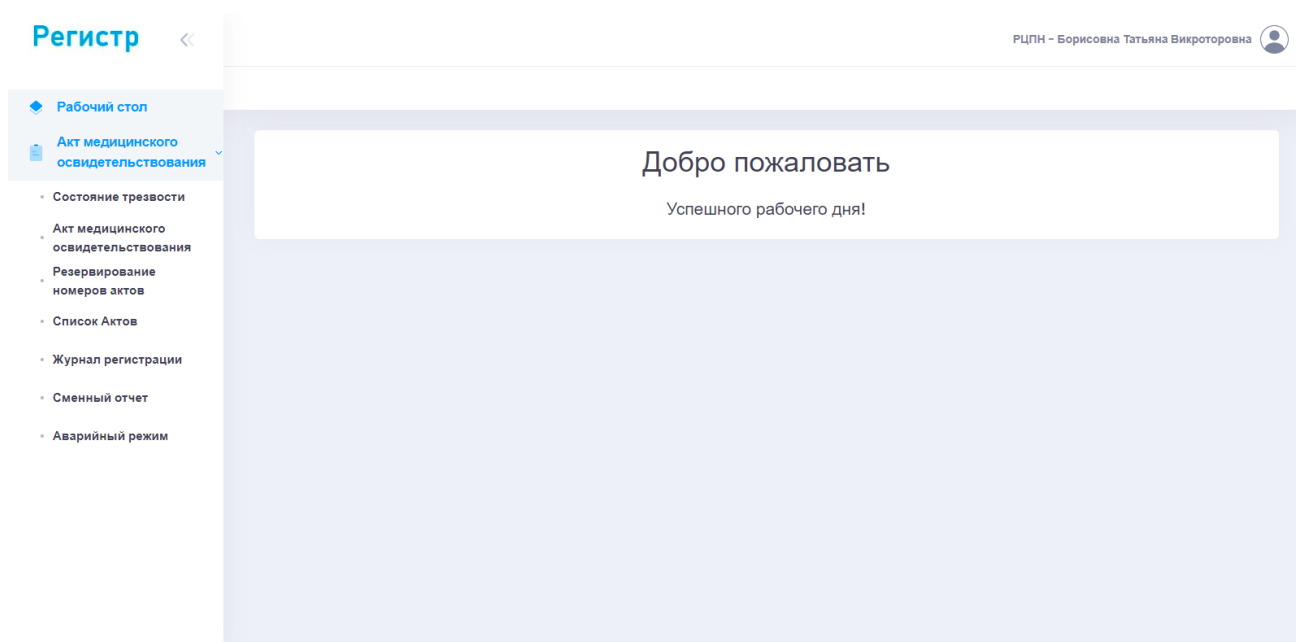 Регистр
РЦПН – Борисовна Татьяна Викроторовна
Рабочий стол
Акт медицинского
освидетельствования
Состояние трезвости
Акт медицинского
освидетельствования
Резервирование
номеров актов
Список Актов
Журнал регистрации
Сменный отчет
Аварийный режим
Добро пожаловать
Успешного рабочего дня!